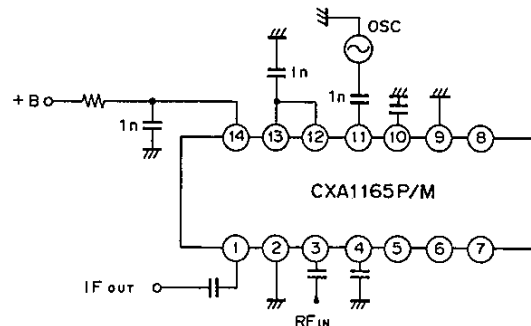 OSC
1n
+B
1n
1n
14 13 12 11 10 9 8
CXA1165P/M
1 2 3 4 5 6 7
IF OUT
RF IN